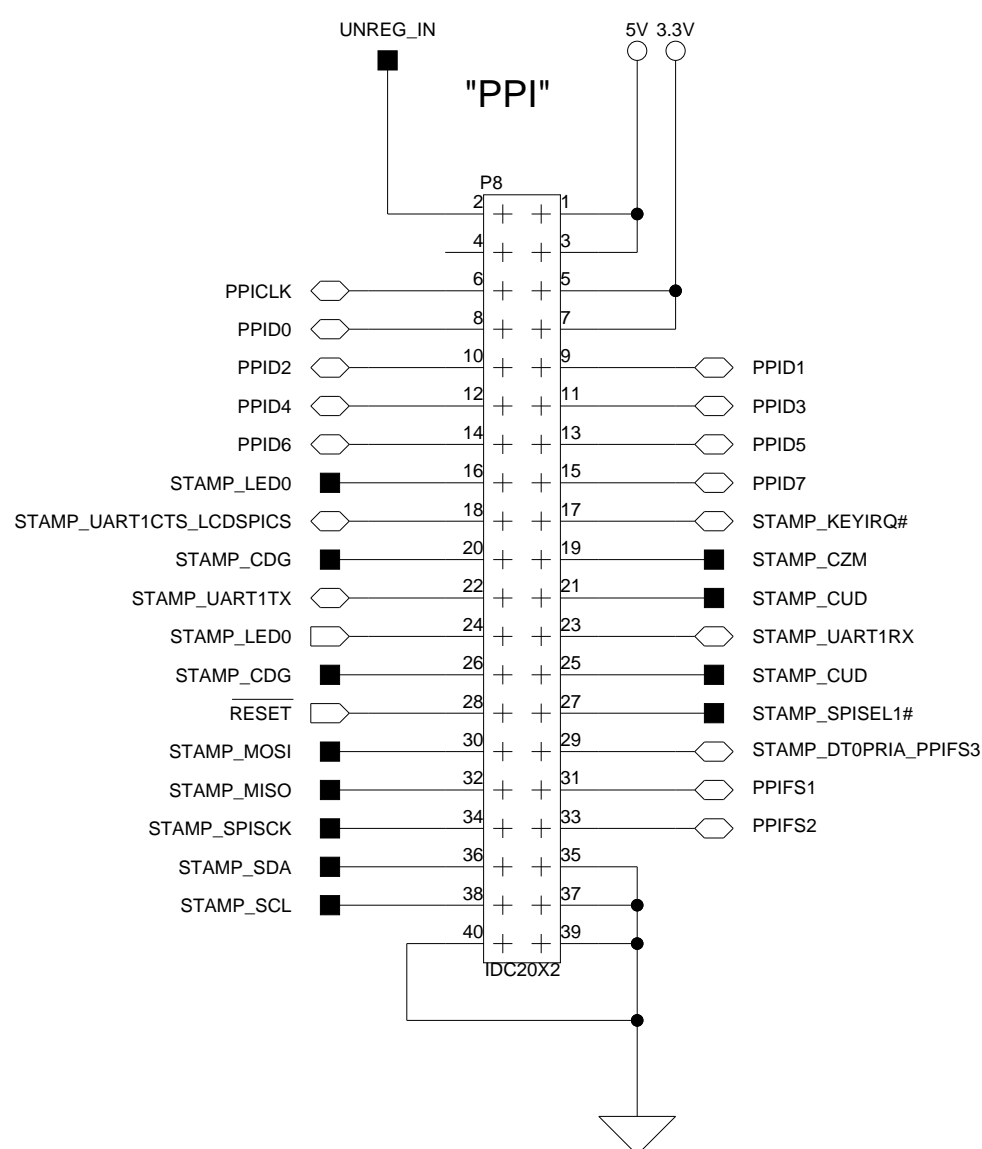 UNREG_IN
5V 3.3V
"PPI"
P8
2 1
4 3
PPICLK 6 5
PPID0 8 7
PPID2 10 9 PPID1
PPID4 12 11 PPID3
PPID6 14 13 PPID5
STAMP_LED0 16 15 PPID7
STAMP_UART1CTS_LCDSPICS 18 17 STAMP_KEYIRQ#
STAMP_CDG 20 19 STAMP_CZM
STAMP_UART1TX 22 21 STAMP_CUD
STAMP_LED0 24 23 STAMP_UART1RX
STAMP_CDG 26 25 STAMP_CUD
RESET 28 27 STAMP_SPISEL1#
STAMP_MOSI 30 29 STAMP_DT0PRIA_PPIFS3
STAMP_MISO 32 31 PPIFS1
STAMP_SPISCK 34 33 PPIFS2
STAMP_SDA 36 35
STAMP_SCL 38 37
40 39
IDC20X2